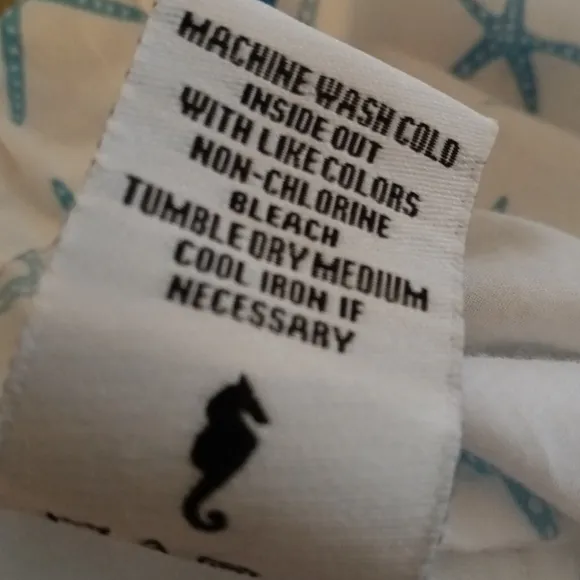 MACHINE WASH COLD
INSIDE OUT
WITH LIKE COLORS
NON-CHLORINE
BLEACH
TUMBLE DRY MEDIUM
COOL IRON IF
NECESSARY